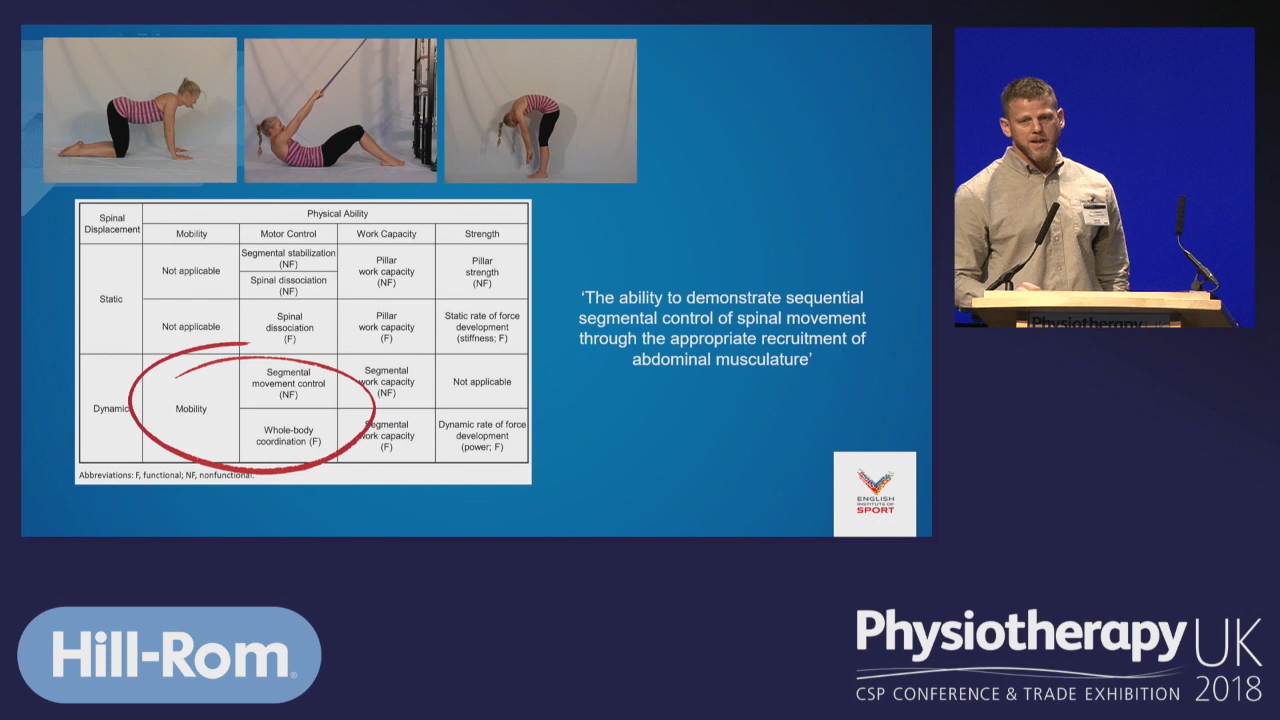 Spinal
Displacement
Physical Ability
Mobility
Motor Control
Work Capacity
Strength
Static
Not applicable
Segmental stabilization
(NF)
Spinal dissociation
(NF)
Pillar
work capacity
(NF)
Pillar
strength
(NF)
Not applicable
Spinal
dissociation
(F)
Pillar
work capacity
(F)
Static rate of force
development
(stiffness; F)
Dynamic
Mobility
Segmental
movement control
(NF)
Segmental
work capacity
(NF)
Not applicable
Whole-body
coordination (F)
Segmental
work capacity
(F)
Dynamic rate of force
development
(power; F)
Abbreviations: F, functional; NF, nonfunctional.
‘The ability to demonstrate sequential
segmental control of spinal movement
through the appropriate recruitment of
abdominal musculature’
ENGLISH
INSTITUTE OF
SPORT
Physiotherapy
Hill-Rom®
Physiotherapy UK
CSP CONFERENCE & TRADE EXHIBITION 2018